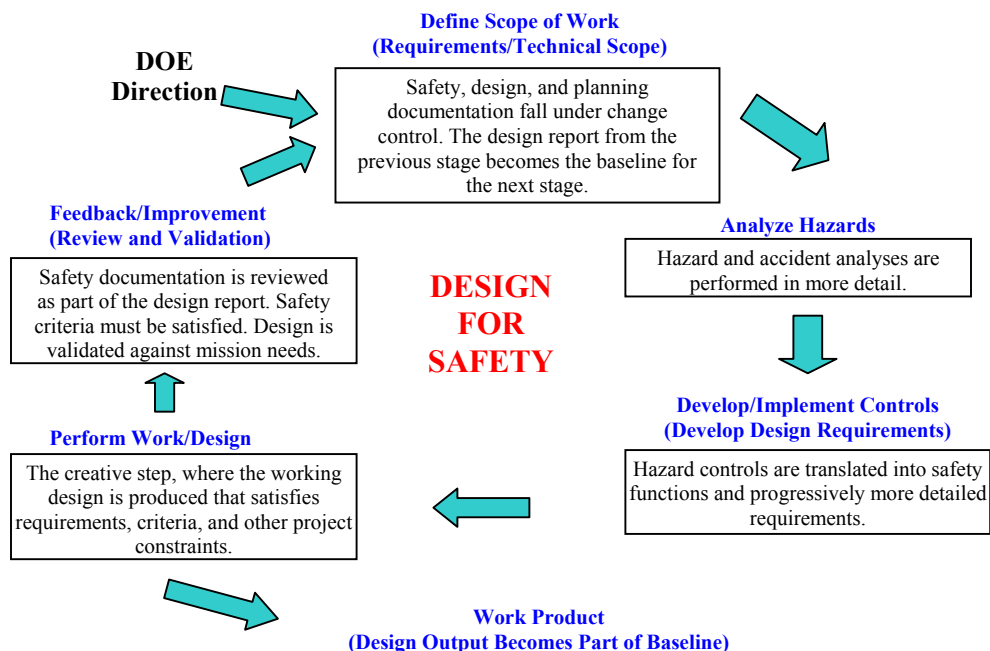 Define Scope of Work
(Requirements/Technical Scope)
DOE
Direction
Safety, design, and planning
documentation fall under change
control. The design report from the
previous stage becomes the baseline for
the next stage.
Feedback/Improvement
(Review and Validation)
Safety documentation is reviewed
as part of the design report. Safety
criteria must be satisfied. Design is
validated against mission needs.
DESIGN
FOR
SAFETY
Analyze Hazards
Hazard and accident analyses are
performed in more detail.
Develop/Implement Controls
(Develop Design Requirements)
Hazard controls are translated into safety
functions and progressively more detailed
requirements.
Perform Work/Design
The creative step, where the working
design is produced that satisfies
requirements, criteria, and other project
constraints.
Work Product
(Design Output Becomes Part of Baseline)